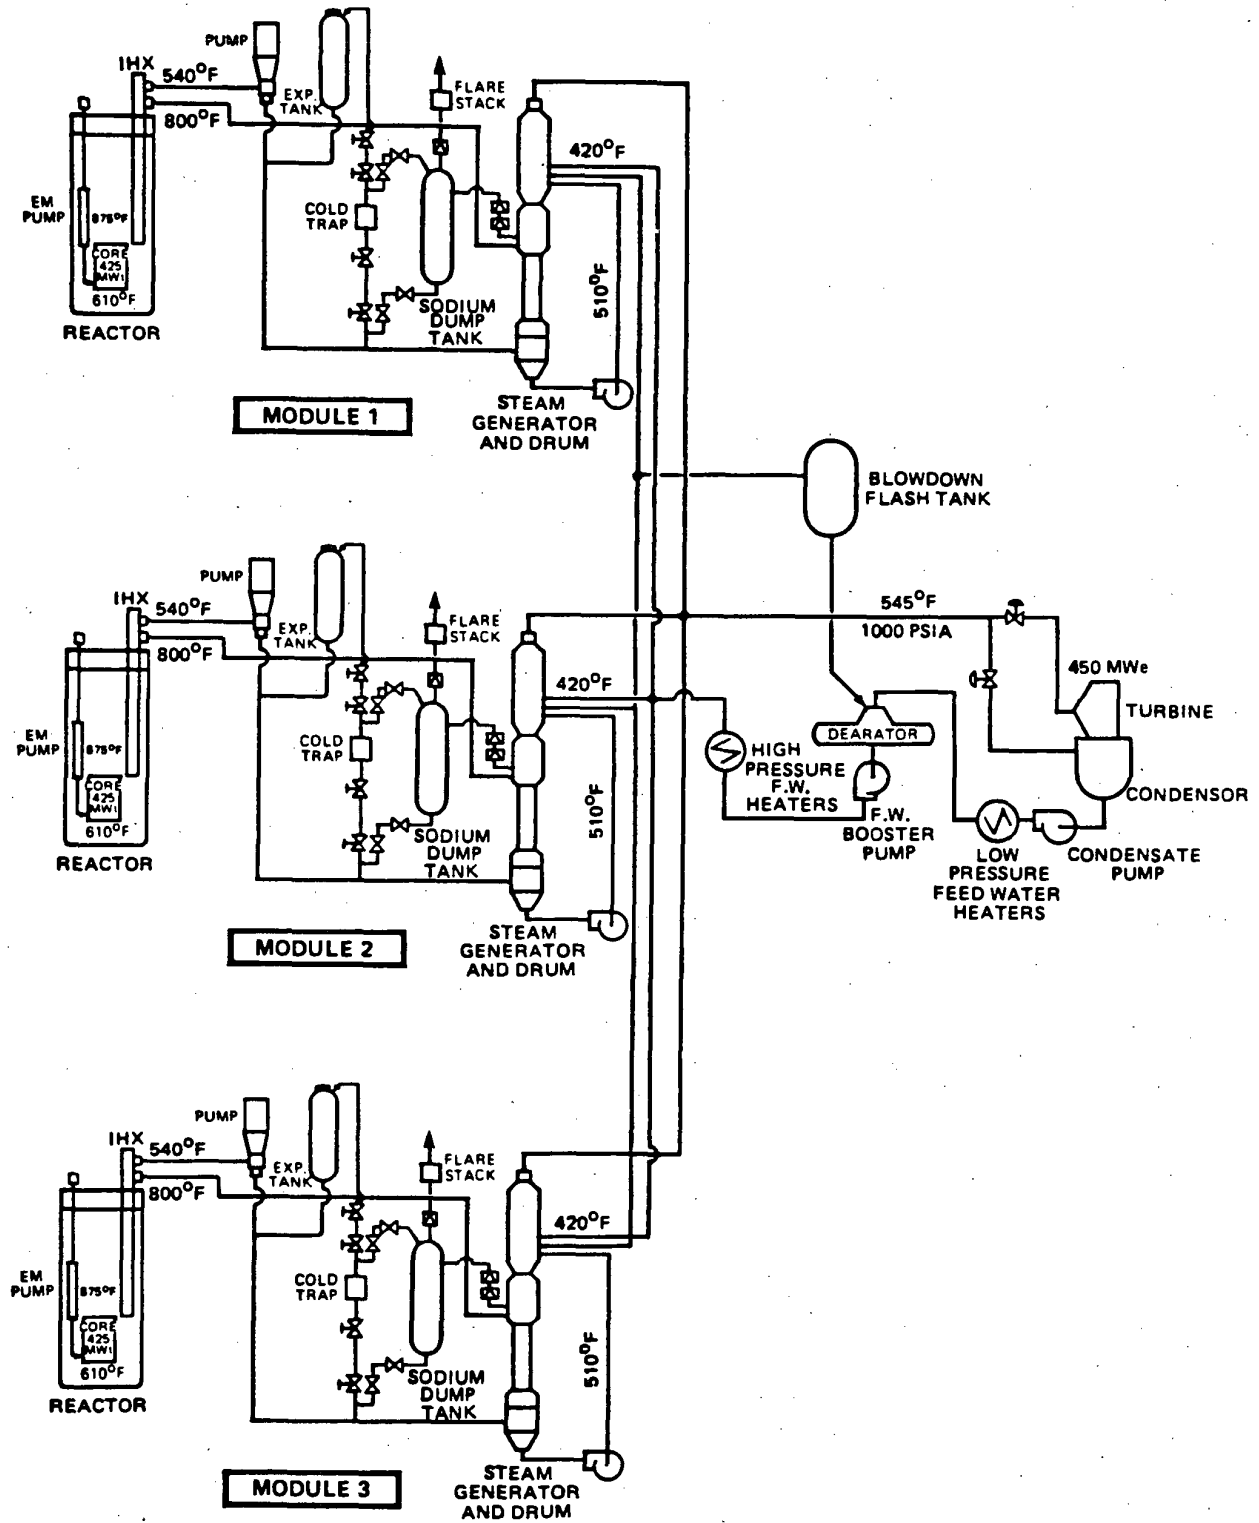 PUMP
IHX
540°F
EXP.
TANK
800°F
FLARE
STACK
420°F
EM
PUMP
875°F
COLD
TRAP
CORE
425
MWt
610°F
REACTOR
SODIUM
DUMP
TANK
510°F
MODULE 1
STEAM
GENERATOR
AND DRUM
BLOWDOWN
FLASH TANK
PUMP
IHX
540°F
EXP.
TANK
800°F
FLARE
STACK
420°F
EM
PUMP
875°F
COLD
TRAP
CORE
425
MWt
610°F
REACTOR
SODIUM
DUMP
TANK
510°F
MODULE 2
STEAM
GENERATOR
AND DRUM
545°F
1000 PSIA
450 MWe
TURBINE
DEARATOR
HIGH
PRESSURE
F.W.
HEATERS
CONDENSOR
F.W.
BOOSTER
PUMP
LOW
PRESSURE
FEED WATER
HEATERS
CONDENSATE
PUMP
PUMP
IHX
540°F
EXP.
TANK
800°F
FLARE
STACK
420°F
EM
PUMP
875°F
COLD
TRAP
CORE
425
MWt
610°F
REACTOR
SODIUM
DUMP
TANK
510°F
MODULE 3
STEAM
GENERATOR
AND DRUM